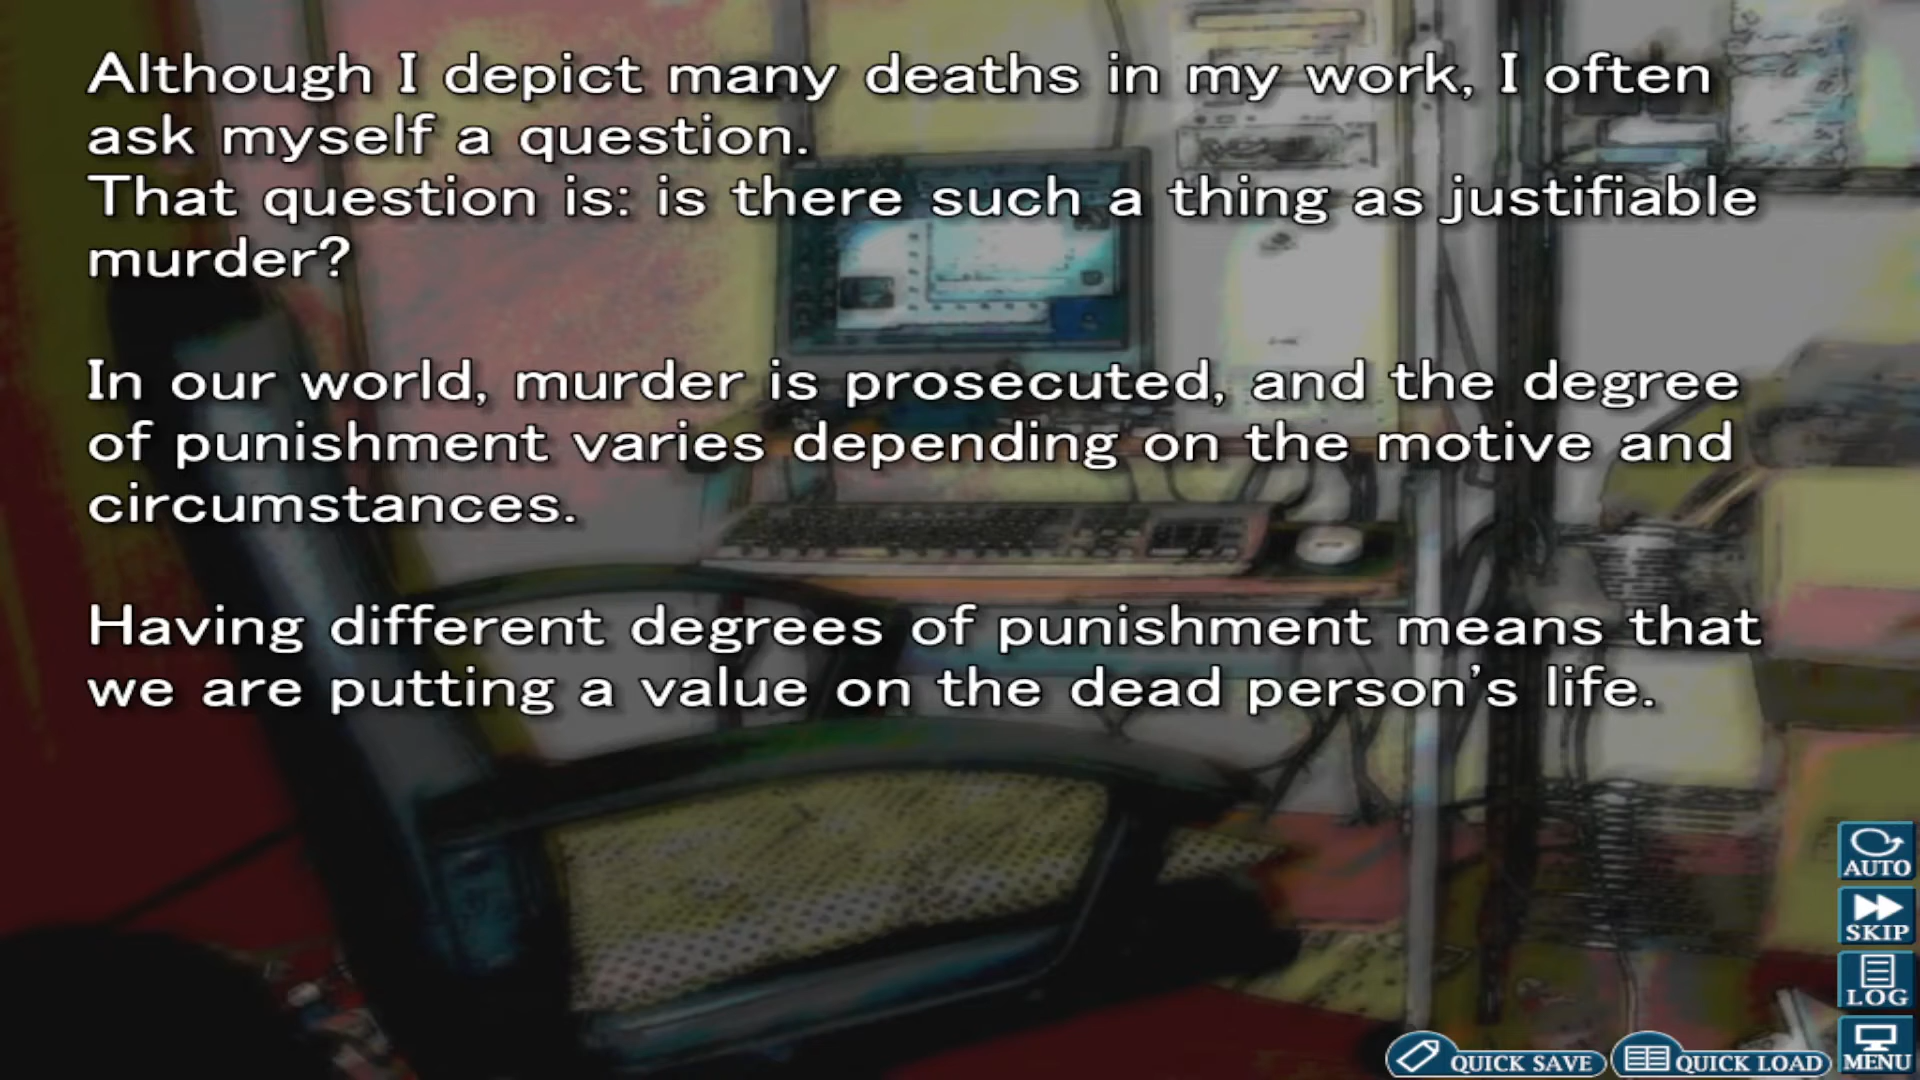 Although I depict many deaths in my work, I often
ask myself a question.
That question is: is there such a thing as justifiable
murder?
In our world, murder is prosecuted, and the degree
of punishment varies depending on the motive and
circumstances.
Having different degrees of punishment means that
we are putting a value on the dead person's life.
AUTO
SKIP
LOG
MENU
QUICK SAVE
QUICK LOAD